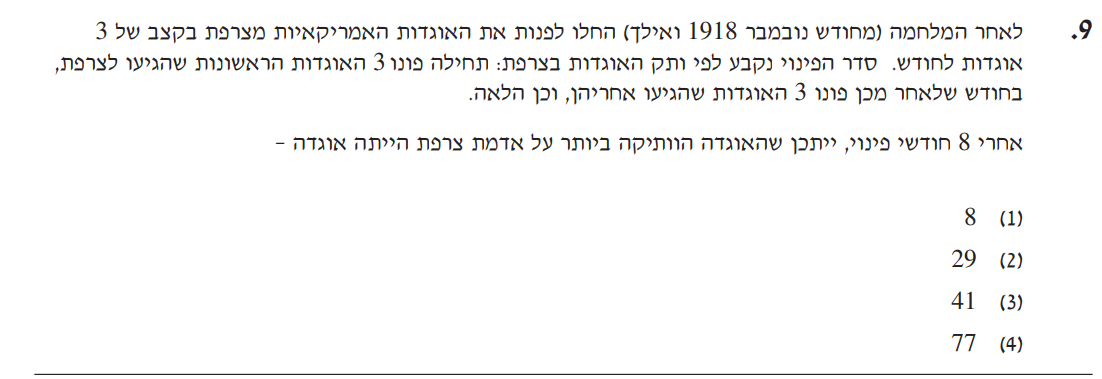 9. לאחר המלחמה (מחודש נובמבר 1918 ואילך) החלו לפנות את האוגדות האמריקאיות מצרפת בקצב של 3
אוגדות לחודש. סדר הפינוי נקבע לפי ותק האוגדות בצרפת: תחילה פונו 3 האוגדות הראשונות שהגיעו לצרפת,
בחודש שלאחר מכן פונו 3 האוגדות שהגיעו אחריהן, וכן הלאה.
אחרי 8 חודשי פינוי, ייתכן שהאוגדה הוותיקה ביותר על אדמת צרפת הייתה אוגדה -
(1) 8
(2) 29
(3) 41
(4) 77